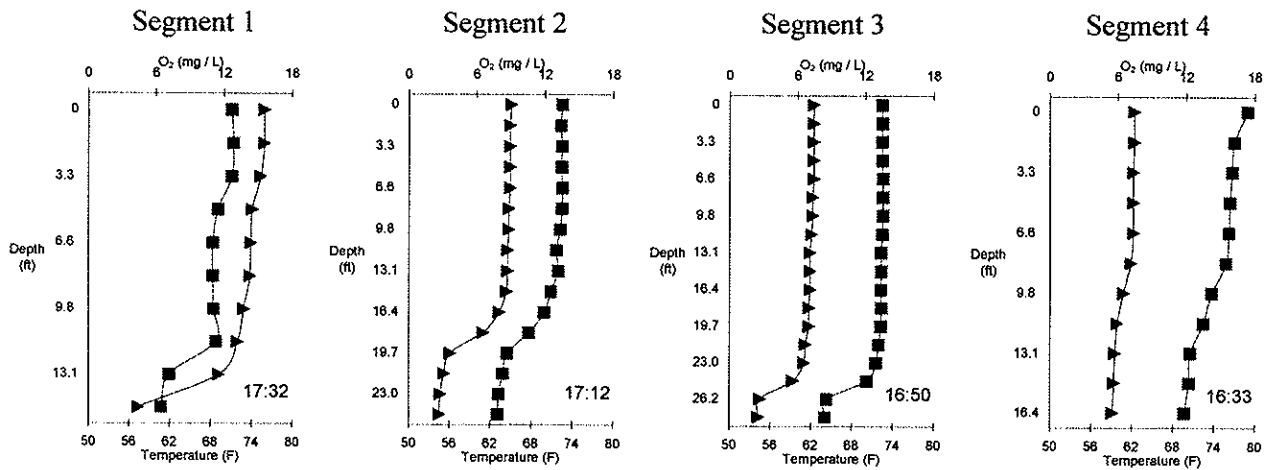 Segment 1
O₂ (mg / L)
0 6 12 18
0
3.3
6.6
9.8
13.1
Depth
(ft)
17:32
50 56 62 68 74 80
Temperature (F)
Segment 2
O₂ (mg / L)
0 6 12 18
0
3.3
6.6
9.8
13.1
16.4
19.7
23.0
Depth
(ft)
17:12
50 56 62 68 74 80
Temperature (F)
Segment 3
O₂ (mg / L)
0 6 12 18
0
3.3
6.6
9.8
13.1
16.4
19.7
23.0
26.2
Depth
(ft)
16:50
50 56 62 68 74 80
Temperature (F)
Segment 4
O₂ (mg / L)
0 6 12 18
0
3.3
6.6
9.8
13.1
16.4
Depth
(ft)
16:33
50 56 62 68 74 80
Temperature (F)